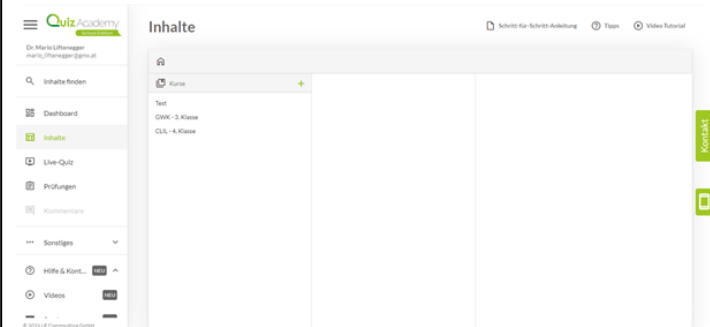 Quiz Academy
School Edition
Dr. Mario Liftenegger
mario_liftenegger@gmx.at
Inhalte finden
Dashboard
Inhalte
Live-Quiz
Prüfungen
Kommentare
Sonstiges
Hilfe & Kont... NEU
Videos NEU
Inhalte
Schritt-für-Schritt-Anleitung
Tipps
Video Tutorial
Kurse +
Test
GWK - 3. Klasse
CLIL - 4. Klasse
Kontakt